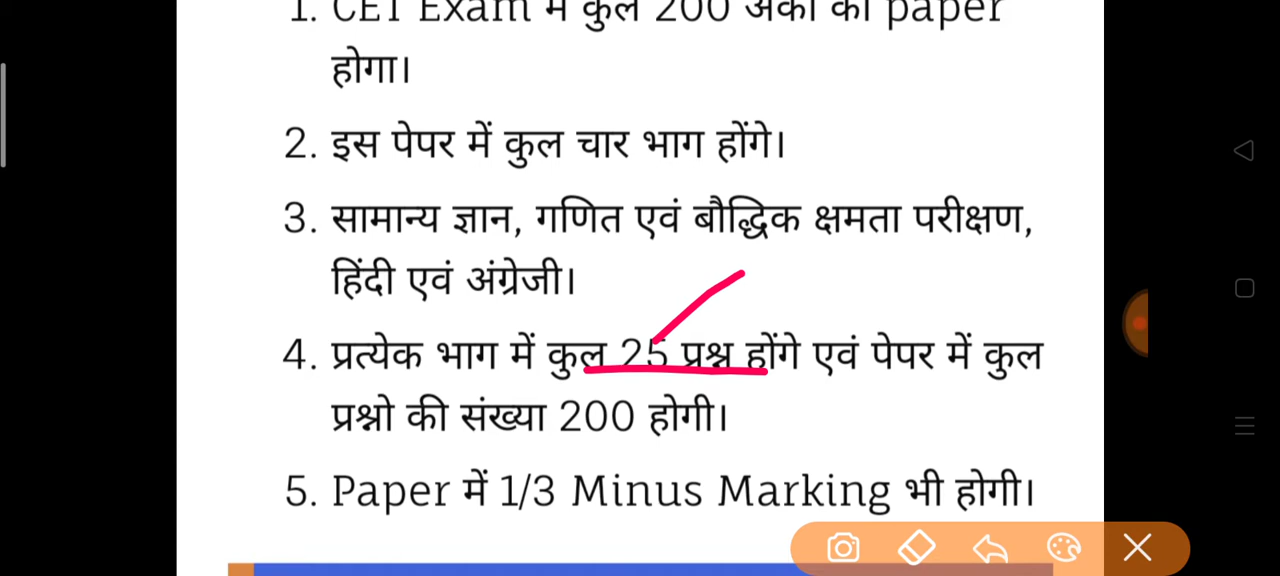 1. CET Exam में कुल 200 अंको का paper
होगा।
2. इस पेपर में कुल चार भाग होंगे।
3. सामान्य ज्ञान, गणित एवं बौद्धिक क्षमता परीक्षण,
हिंदी एवं अंग्रेजी।
4. प्रत्येक भाग में कुल 25 प्रश्न होंगे एवं पेपर में कुल
प्रश्नो की संख्या 200 होगी।
5. Paper में 1/3 Minus Marking भी होगी।